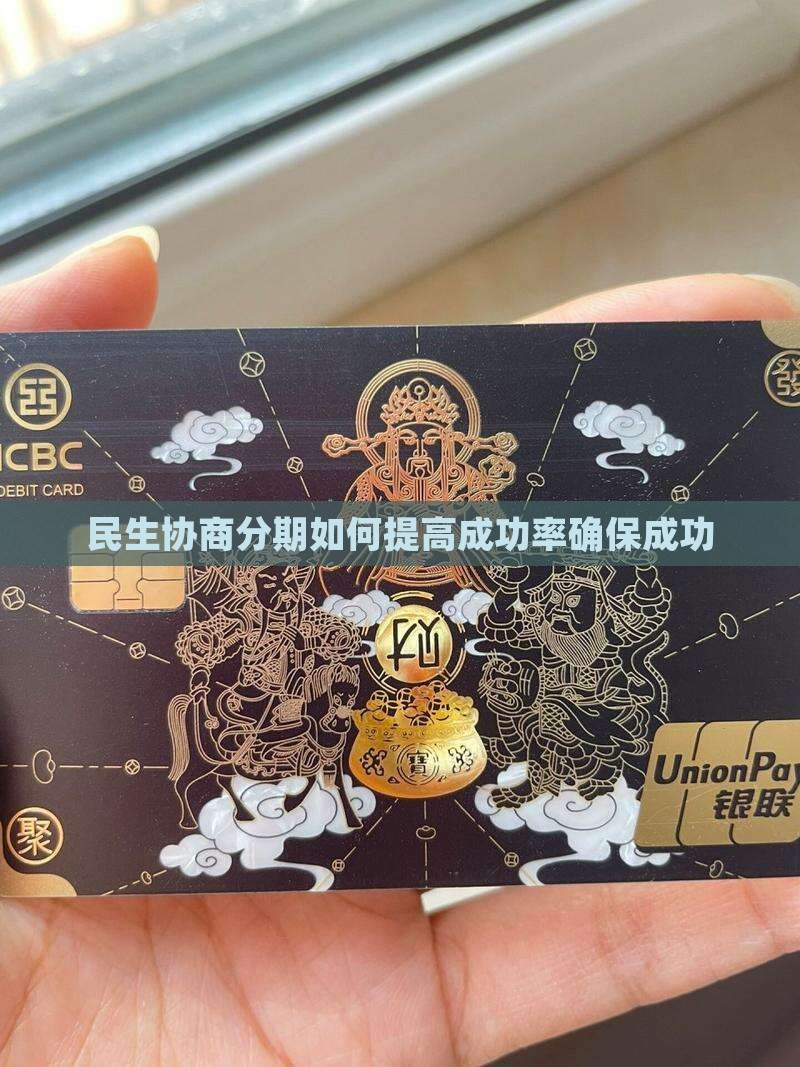 ICBC
DEBIT CARD
發
民生协商分期如何提高成功率确保成功
财
寶
UnionPay
银联
聚